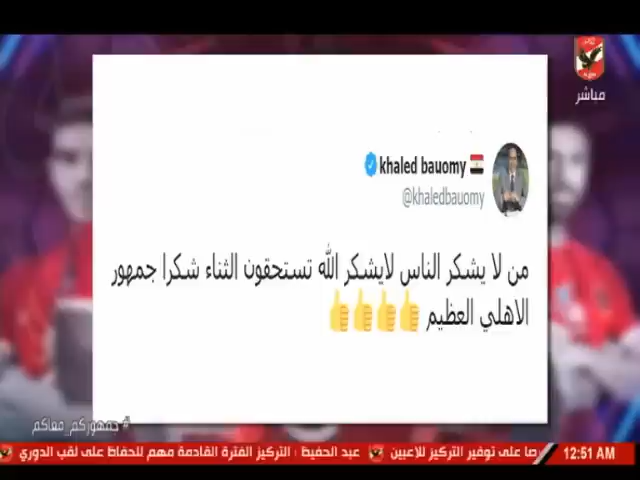 مباشر
khaled bauomy
@khaledbauomy
من لا يشكر الناس لايشكر الله تستحقون الثناء شكرا جمهور
الاهلي العظيم
#جمهوركم_معاكم
رصا على توفير التركيز للاعبين عبد الحفيظ : التركيز الفترة القادمة مهم للحفاظ على لقب الدوري
12:51 AM